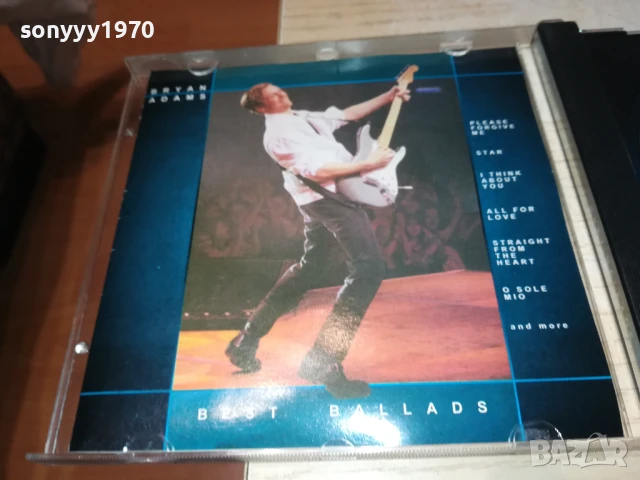 sonyyy1970
BRYAN
ADAMS
PLEASE
FORGIVE
ME
STAR
I THINK
ABOUT
YOU
ALL FOR
LOVE
STRAIGHT
FROM
THE
HEART
O SOLE
MIO
and more
BEST BALLADS
BAZAR